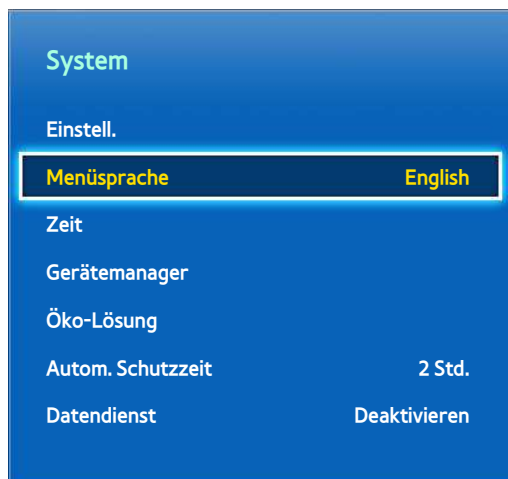 System
Einstell.
Menüsprache English
Zeit
Gerätemanager
Öko-Lösung
Autom. Schutzzeit 2 Std.
Datendienst Deaktivieren